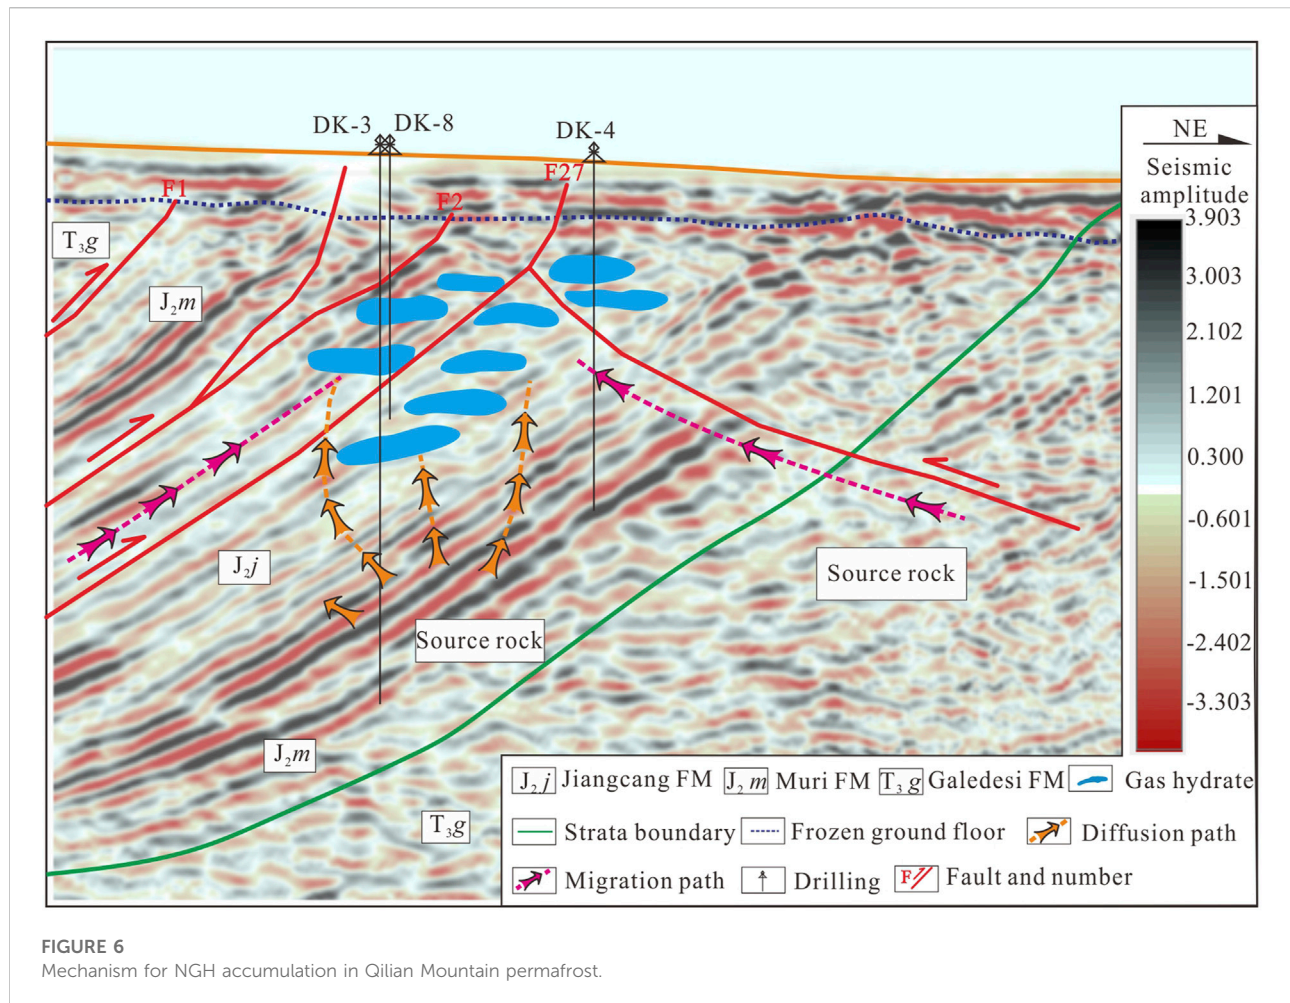 DK-3 DK-8
DK-4
NE
Seismic
amplitude
3.903
3.003
2.102
1.201
0.300
-0.601
-1.501
-2.402
-3.303
F1
F2
F27
T3g
J2m
J2j
Source rock
Source rock
J2m
T3g
J2j Jiangcang FM J2m Muri FM T3g Galedesi FM Gas hydrate
Strata boundary Frozen ground floor Diffusion path
Migration path Drilling F Fault and number
FIGURE 6
Mechanism for NGH accumulation in Qilian Mountain permafrost.